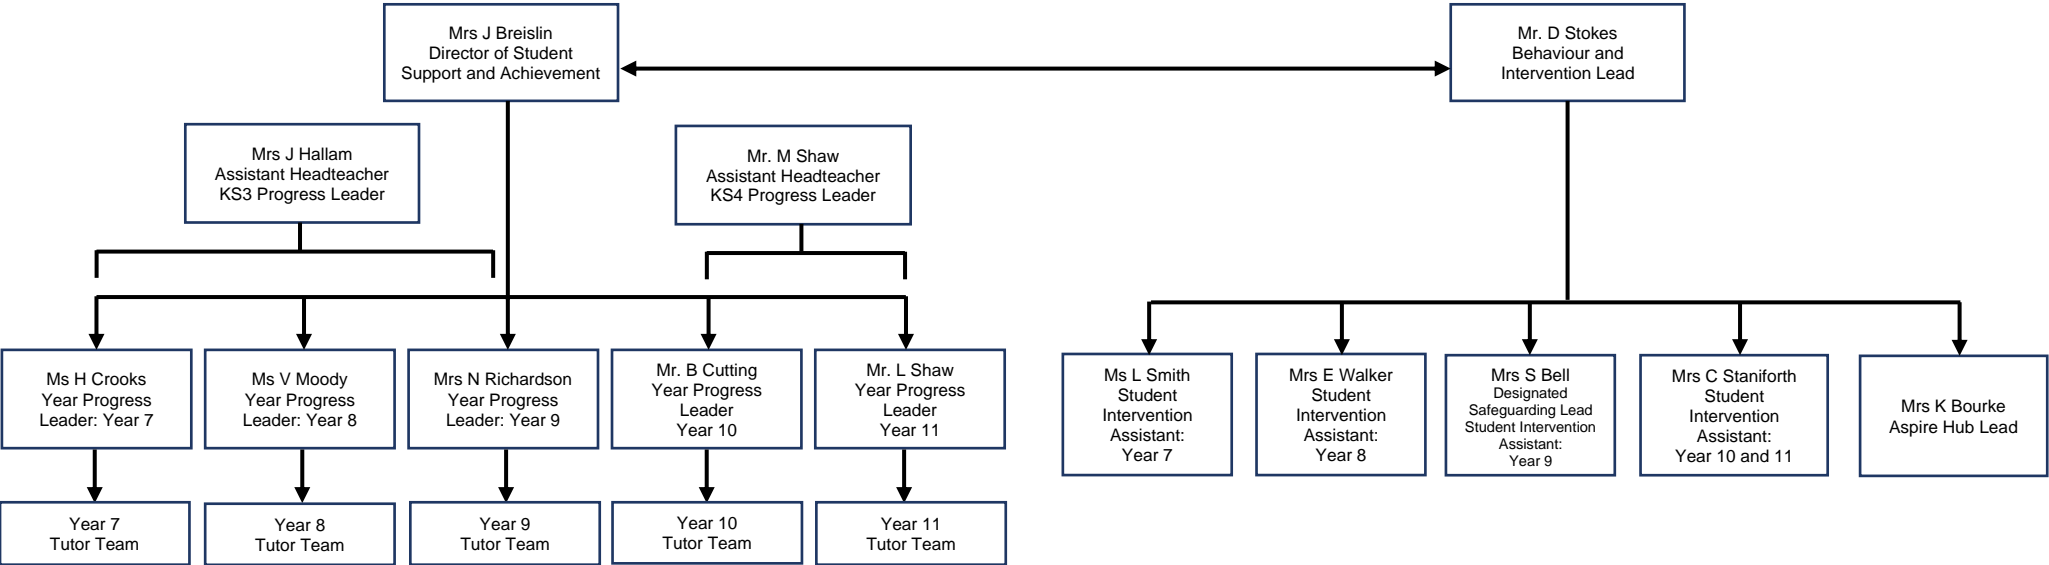 Mrs J Breislin
Director of Student
Support and Achievement
Mr. D Stokes
Behaviour and
Intervention Lead
Mrs J Hallam
Assistant Headteacher
KS3 Progress Leader
Mr. M Shaw
Assistant Headteacher
KS4 Progress Leader
Ms H Crooks
Year Progress
Leader: Year 7
Ms V Moody
Year Progress
Leader: Year 8
Mrs N Richardson
Year Progress
Leader: Year 9
Mr. B Cutting
Year Progress
Leader
Year 10
Mr. L Shaw
Year Progress
Leader
Year 11
Ms L Smith
Student
Intervention
Assistant:
Year 7
Mrs E Walker
Student
Intervention
Assistant:
Year 8
Mrs S Bell
Designated
Safeguarding Lead
Student Intervention
Assistant:
Year 9
Mrs C Staniforth
Student
Intervention
Assistant:
Year 10 and 11
Mrs K Bourke
Aspire Hub Lead
Year 7
Tutor Team
Year 8
Tutor Team
Year 9
Tutor Team
Year 10
Tutor Team
Year 11
Tutor Team